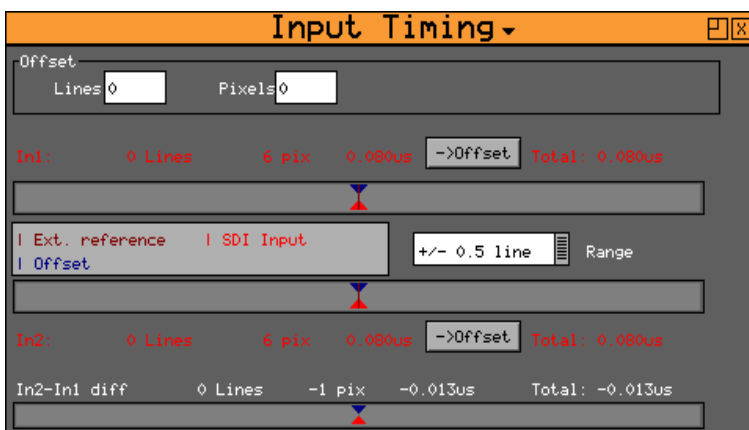 Input Timing
Offset
Lines 0 Pixels 0
In1: 0 Lines 6 pix 0.080us ->Offset Total: 0.080us
| Ext. reference | SDI Input
| Offset
+/- 0.5 line Range
In2: 0 Lines 6 pix 0.080us ->Offset Total: 0.080us
In2-In1 diff 0 Lines -1 pix -0.013us Total: -0.013us